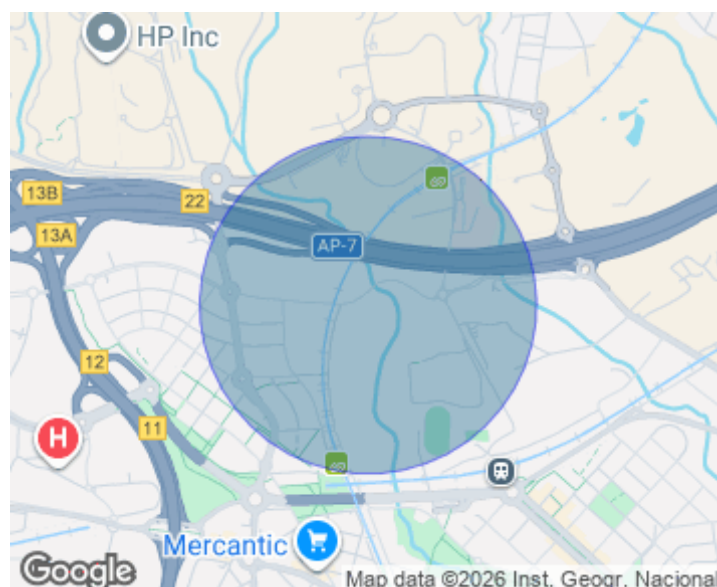 HP Inc
13B
22
13A
AP-7
12
11
H
Mercantic
Google
Map data ©2026 Inst. Geogr. Nacional